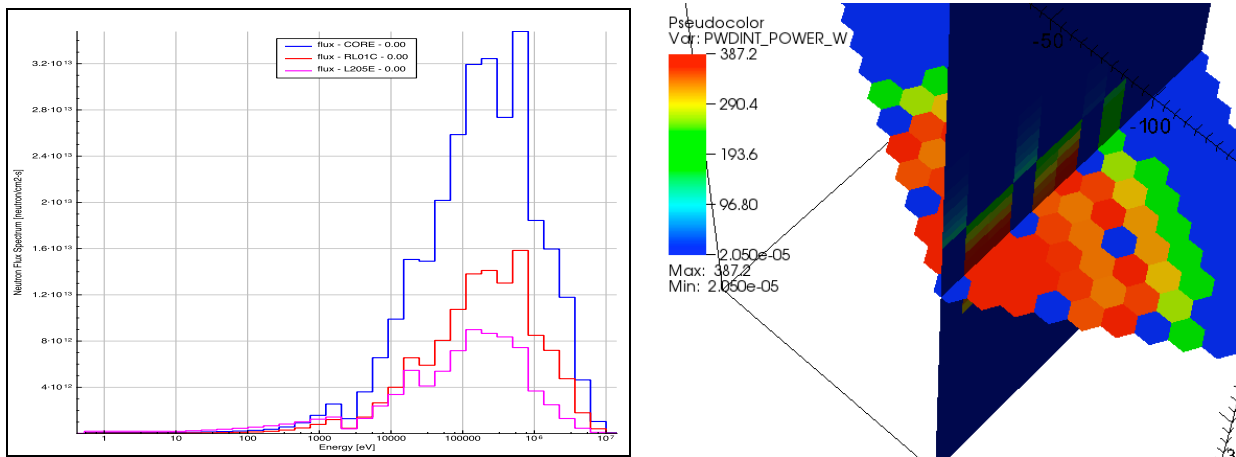 flux - CORE - 0.00
flux - RL01C - 0.00
flux - L205E - 0.00
Neutron Flux Spectrum [neutron/cm2-s]
3.2·10¹³
2.8·10¹³
2.4·10¹³
2·10¹³
1.6·10¹³
1.2·10¹³
8·10¹²
4·10¹²
1
10
100
1000
10000
100000
10⁶
10⁷
Energy [eV]
Pseudocolor
Var: PWDINT_POWER_W
387.2
290.4
193.6
96.80
2.050e-05
Max: 387.2
Min: 2.050e-05
-50
-100